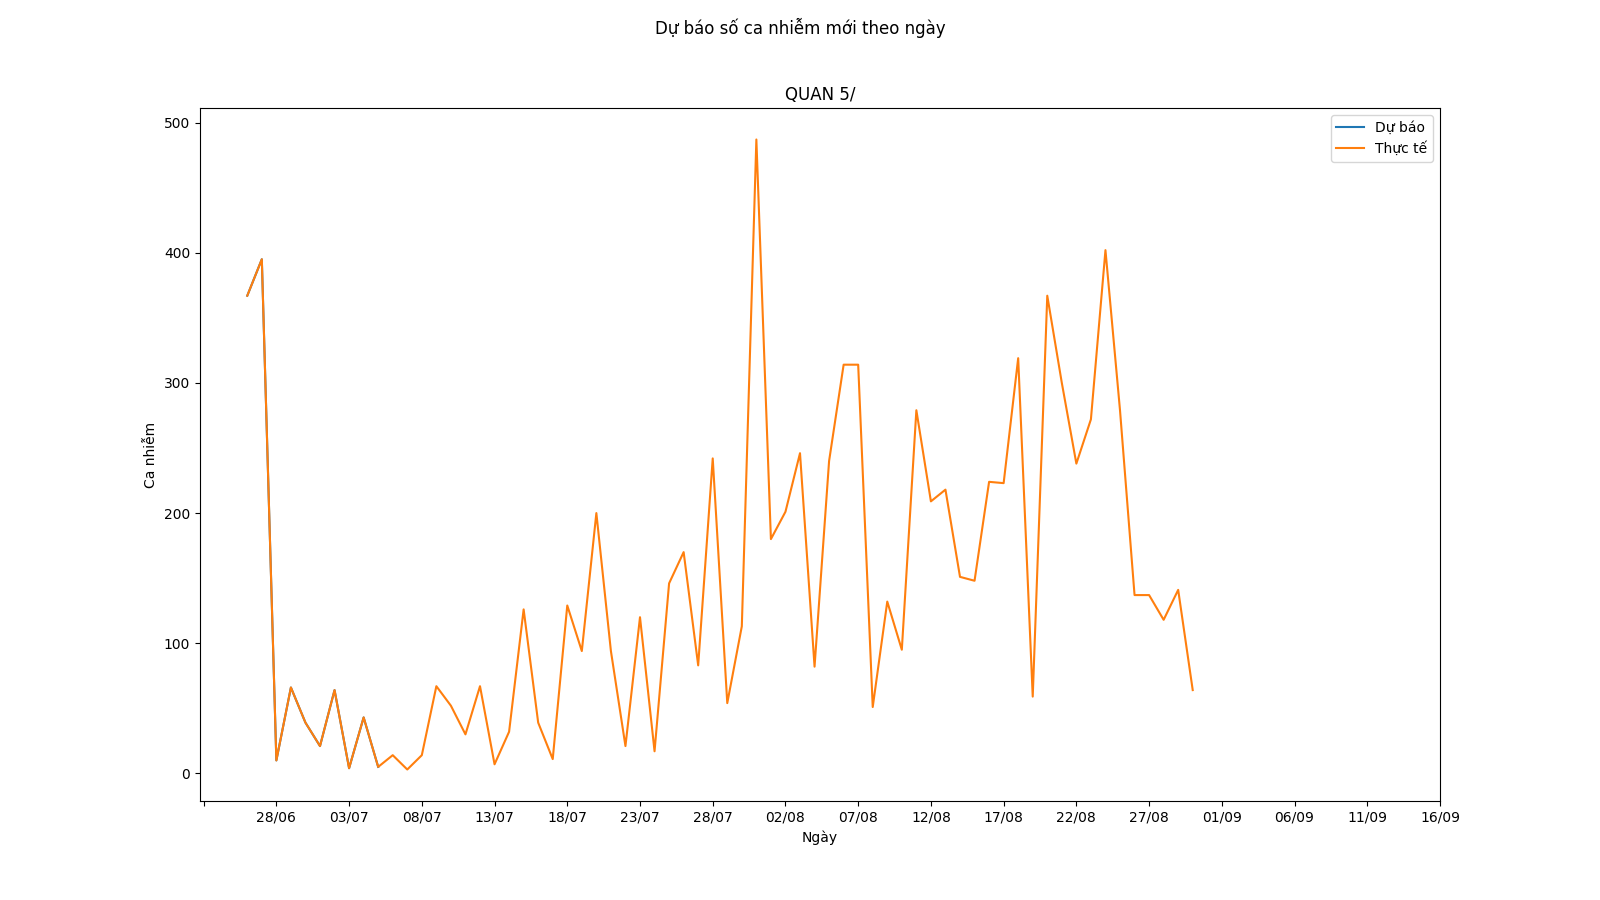 Dự báo số ca nhiễm mới theo ngày
QUAN 5/
Dự báo
Thực tế
500
400
300
200
100
0
Ca nhiễm
28/06 03/07 08/07 13/07 18/07 23/07 28/07 02/08 07/08 12/08 17/08 22/08 27/08 01/09 06/09 11/09 16/09
Ngày